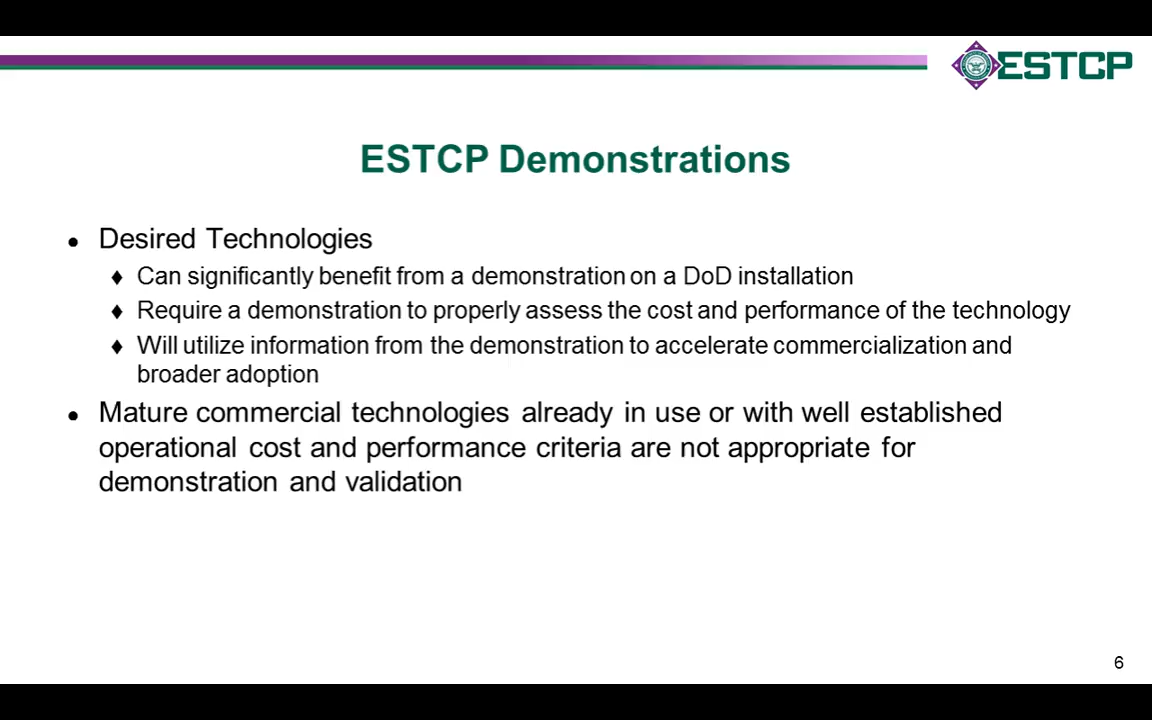 ESTCP
ESTCP Demonstrations
● Desired Technologies
♦ Can significantly benefit from a demonstration on a DoD installation
♦ Require a demonstration to properly assess the cost and performance of the technology
♦ Will utilize information from the demonstration to accelerate commercialization and
broader adoption
● Mature commercial technologies already in use or with well established
operational cost and performance criteria are not appropriate for
demonstration and validation
6